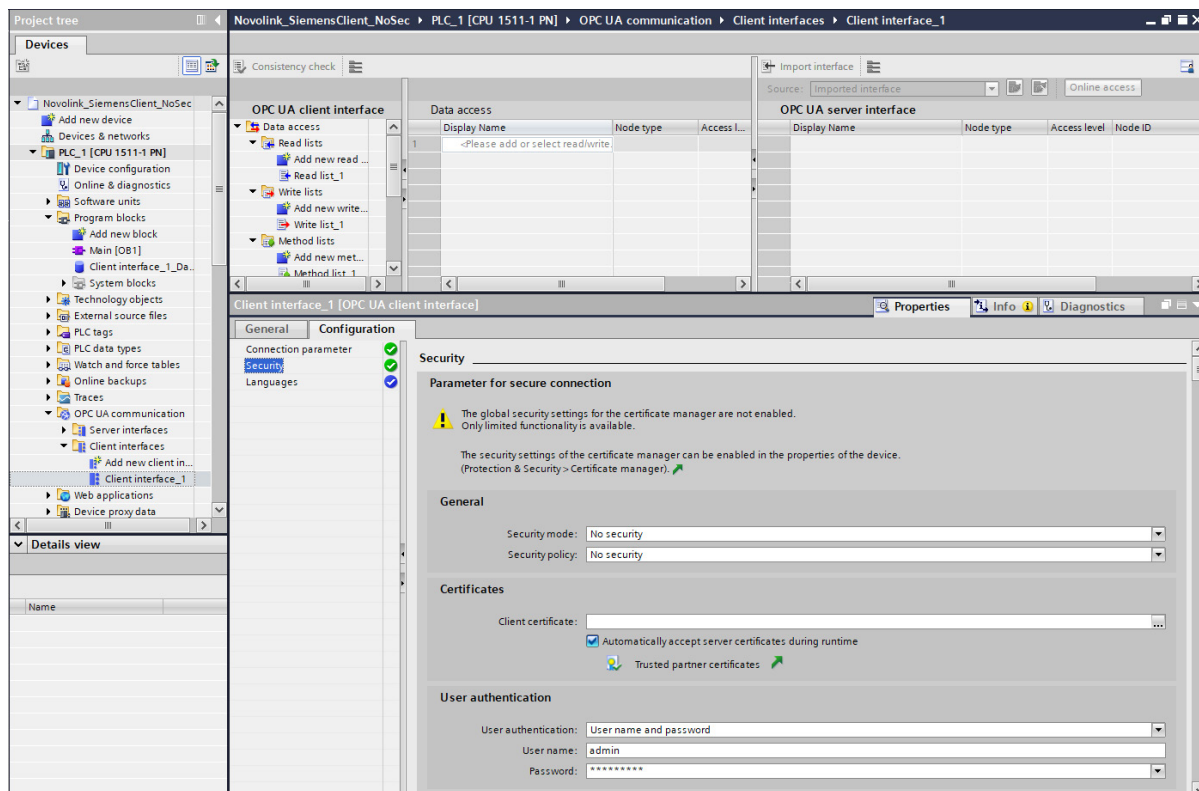 Project tree
Devices
Novolink_SiemensClient_NoSec
Add new device
Devices & networks
PLC_1 [CPU 1511-1 PN]
Device configuration
Online & diagnostics
Software units
Program blocks
Add new block
Main [OB1]
Client interface_1_Da..
System blocks
Technology objects
External source files
PLC tags
PLC data types
Watch and force tables
Online backups
Traces
OPC UA communication
Server interfaces
Client interfaces
Add new client in...
Client interface_1
Web applications
Device proxy data
Details view
Name
Novolink_SiemensClient_NoSec PLC_1 [CPU 1511-1 PN] OPC UA communication Client interfaces Client interface_1
Consistency check
Import interface
Source: Imported interface Online access
OPC UA client interface
Data access
Read lists
Add new read ...
Read list_1
Write lists
Add new write...
Write list_1
Method lists
Add new met...
Method list_1
Data access
Display Name Node type Access l...
1 <Please add or select read/write.
OPC UA server interface
Display Name Node type Access level Node ID
Client interface_1 [OPC UA client interface]
Properties Info Diagnostics
General Configuration
Connection parameter
Security
Languages
Security
Parameter for secure connection
The global security settings for the certificate manager are not enabled.
Only limited functionality is available.
The security settings of the certificate manager can be enabled in the properties of the device.
(Protection & Security > Certificate manager).
General
Security mode: No security
Security policy: No security
Certificates
Client certificate: ...
Automatically accept server certificates during runtime
Trusted partner certificates
User authentication
User authentication: User name and password
User name: admin
Password: *********